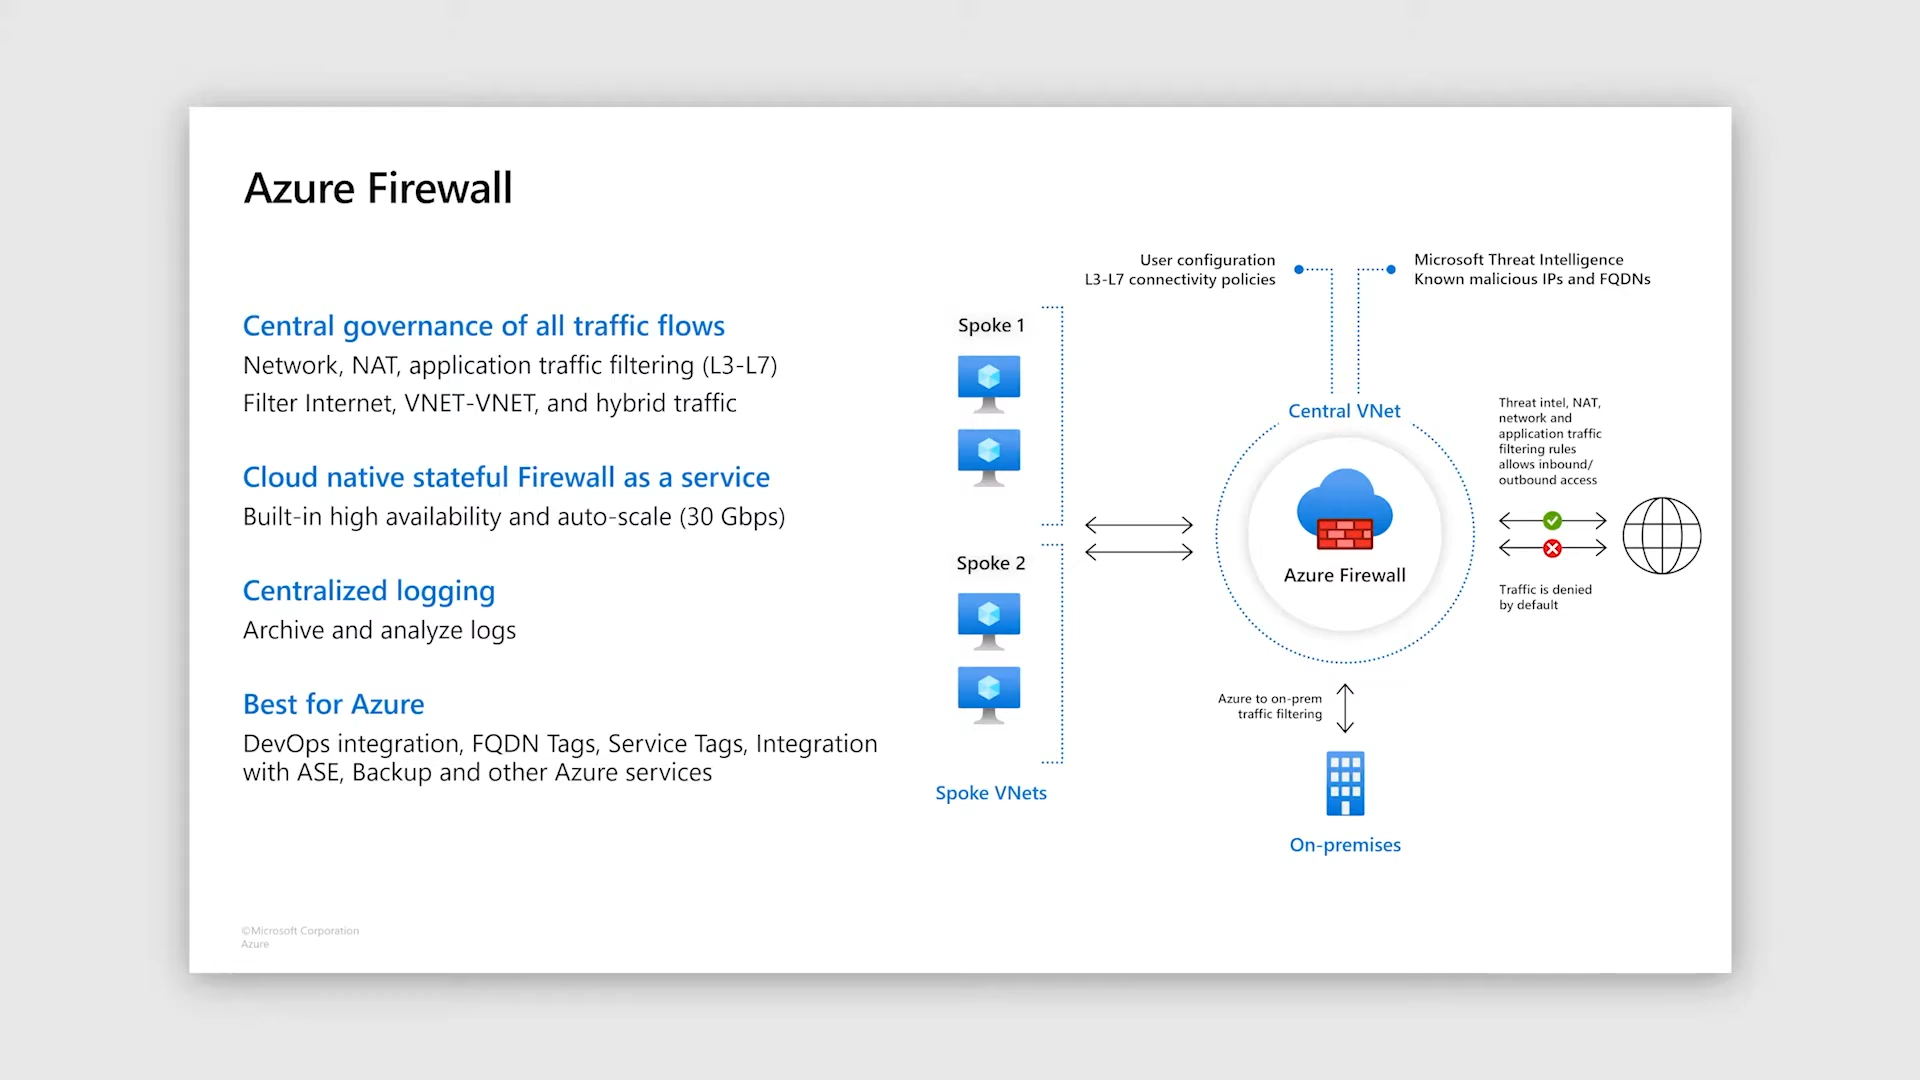 Azure Firewall
Central governance of all traffic flows
Network, NAT, application traffic filtering (L3-L7)
Filter Internet, VNET-VNET, and hybrid traffic
Cloud native stateful Firewall as a service
Built-in high availability and auto-scale (30 Gbps)
Centralized logging
Archive and analyze logs
Best for Azure
DevOps integration, FQDN Tags, Service Tags, Integration
with ASE, Backup and other Azure services
User configuration
L3-L7 connectivity policies
Microsoft Threat Intelligence
Known malicious IPs and FQDNs
Spoke 1
Spoke 2
Spoke VNets
Central VNet
Azure Firewall
Threat intel, NAT,
network and
application traffic
filtering rules
allows inbound/
outbound access
Traffic is denied
by default
Azure to on-prem
traffic filtering
On-premises
©Microsoft Corporation
Azure